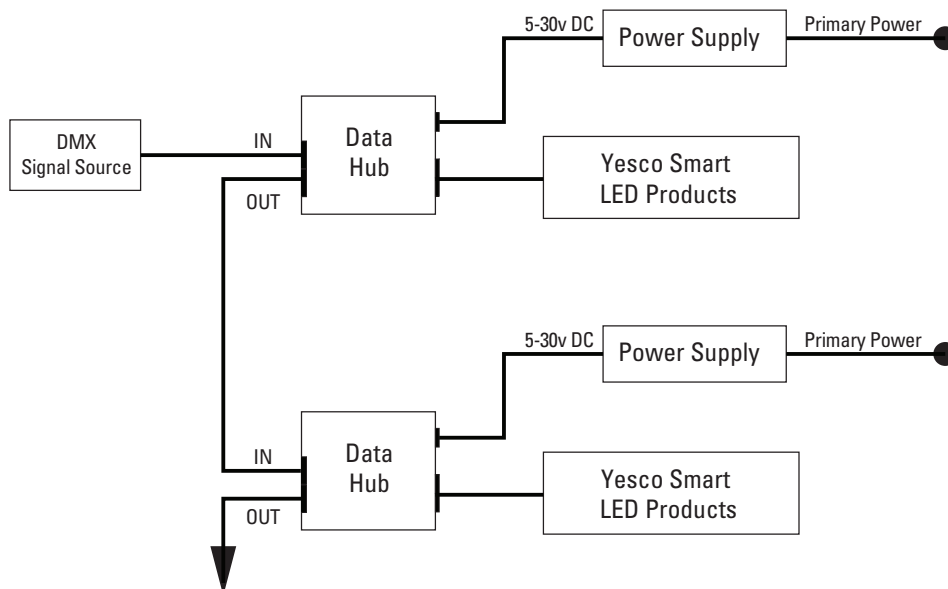 5-30v DC
Power Supply
Primary Power
DMX
Signal Source
IN
OUT
Data
Hub
Yesco Smart
LED Products
5-30v DC
Power Supply
Primary Power
IN
OUT
Data
Hub
Yesco Smart
LED Products